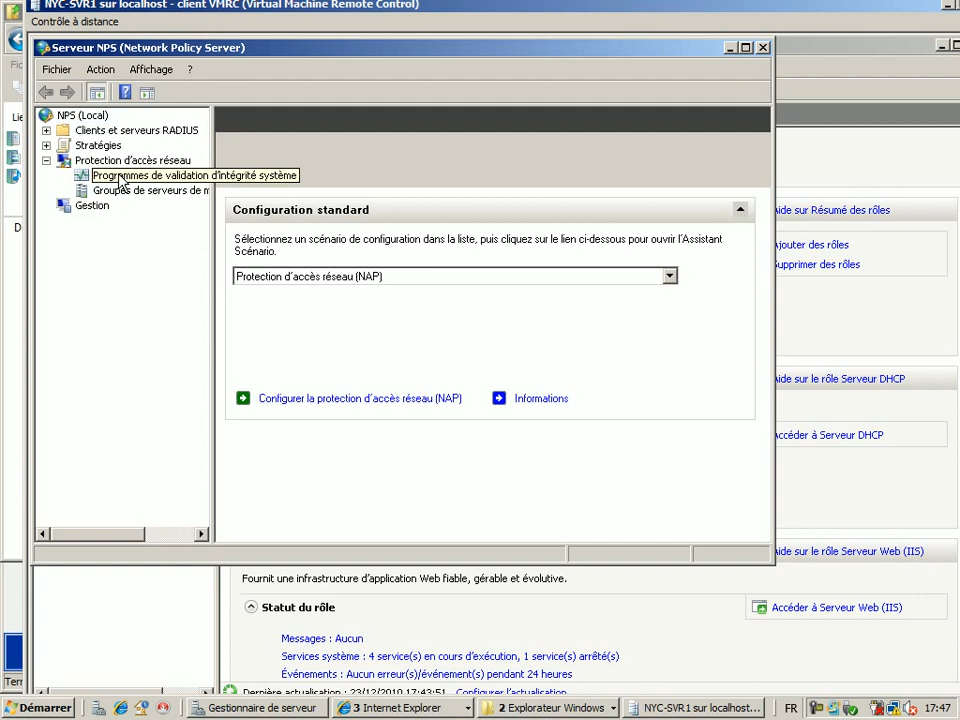 NYC-SVR1 sur localhost - client VMRC (Virtual Machine Remote Control)
Contrôle à distance
Serveur NPS (Network Policy Server)
Fichier Action Affichage ?
NPS (Local)
Clients et serveurs RADIUS
Stratégies
Protection d'accès réseau
Programmes de validation d'intégrité système
Groupes de serveurs de m
Gestion
Configuration standard
Sélectionnez un scénario de configuration dans la liste, puis cliquez sur le lien ci-dessous pour ouvrir l'Assistant
Scénario.
Protection d'accès réseau (NAP)
Configurer la protection d'accès réseau (NAP) Informations
Aide sur Résumé des rôles
Ajouter des rôles
Supprimer des rôles
Aide sur le rôle Serveur DHCP
Accéder à Serveur DHCP
Aide sur le rôle Serveur Web (IIS)
Fournit une infrastructure d'application Web fiable, gérable et évolutive.
Statut du rôle
Accéder à Serveur Web (IIS)
Messages : Aucun
Services système : 4 service(s) en cours d'exécution, 1 service(s) arrêté(s)
Événements : Aucun erreur(s)/événement(s) pendant 24 heures
Dernière actualisation : 23/12/2010 17:43:51 Configurer l'actualisation
Démarrer Gestionnaire de serveur 3 Internet Explorer 2 Explorateur Windows NYC-SVR1 sur localhost... FR 17:47